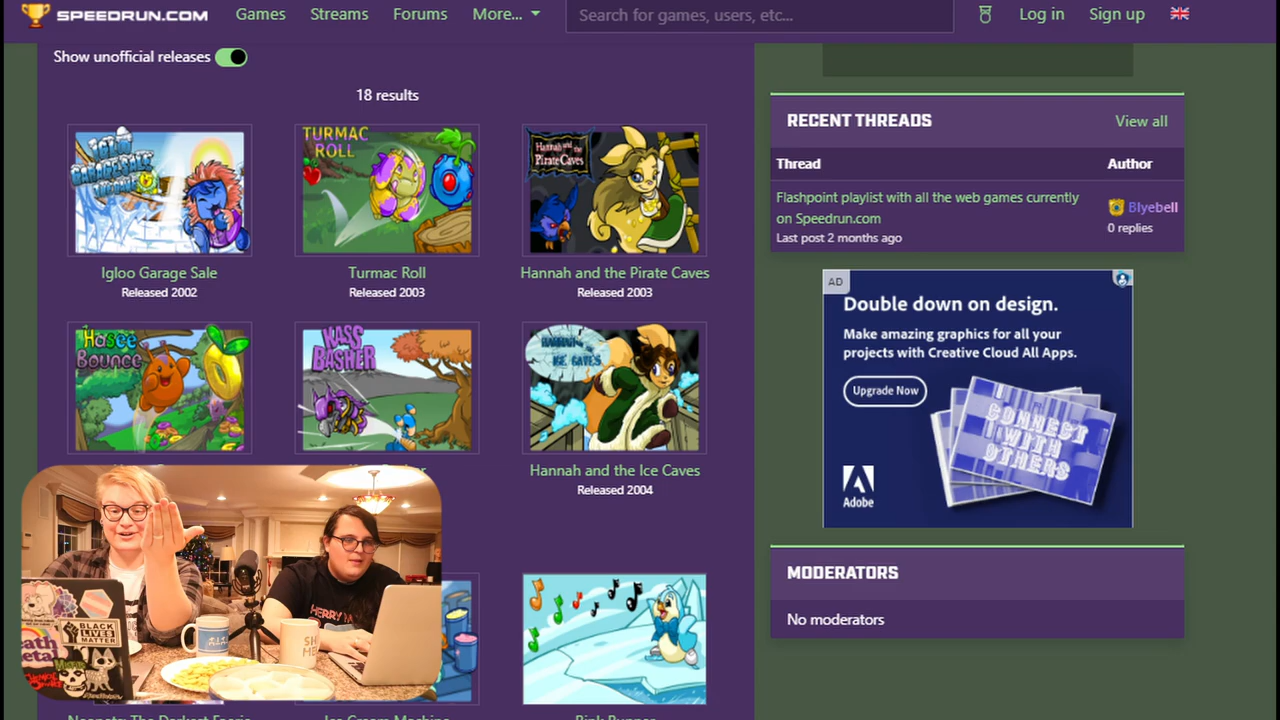 SPEEDRUN.COM
Games
Streams
Forums
More...
Search for games, users, etc...
Log in
Sign up
Show unofficial releases
18 results
TURMAC
ROLL
Hannah and the
Pirate Caves
Igloo Garage Sale
Turmac Roll
Hannah and the Pirate Caves
Released 2002
Released 2003
Released 2003
Hasee
Bounce
KASS
BASHER
HANNAH
ICE CAVES
Hannah and the Ice Caves
Released 2004
BLACK
LIVES
MATTER
RECENT THREADS
View all
Thread
Author
Flashpoint playlist with all the web games currently
on Speedrun.com
Last post 2 months ago
Blyebell
0 replies
AD
Double down on design.
Make amazing graphics for all your
projects with Creative Cloud All Apps.
Upgrade Now
CONNECT
WITH
OTHERS
Adobe
MODERATORS
No moderators